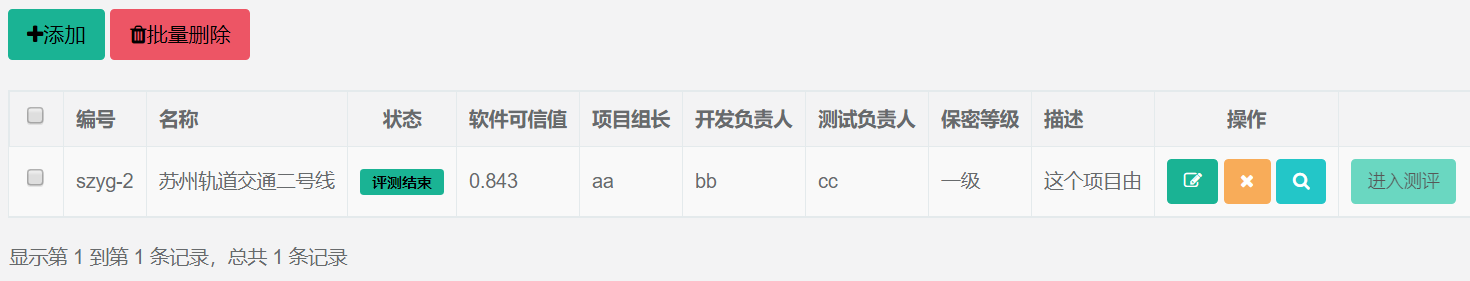 添加 批量删除
编号 名称 状态 软件可信值 项目组长 开发负责人 测试负责人 保密等级 描述 操作
szyg-2 苏州轨道交通二号线 评测结束 0.843 aa bb cc 一级 这个项目由 进入测评
显示第 1 到第 1 条记录，总共 1 条记录